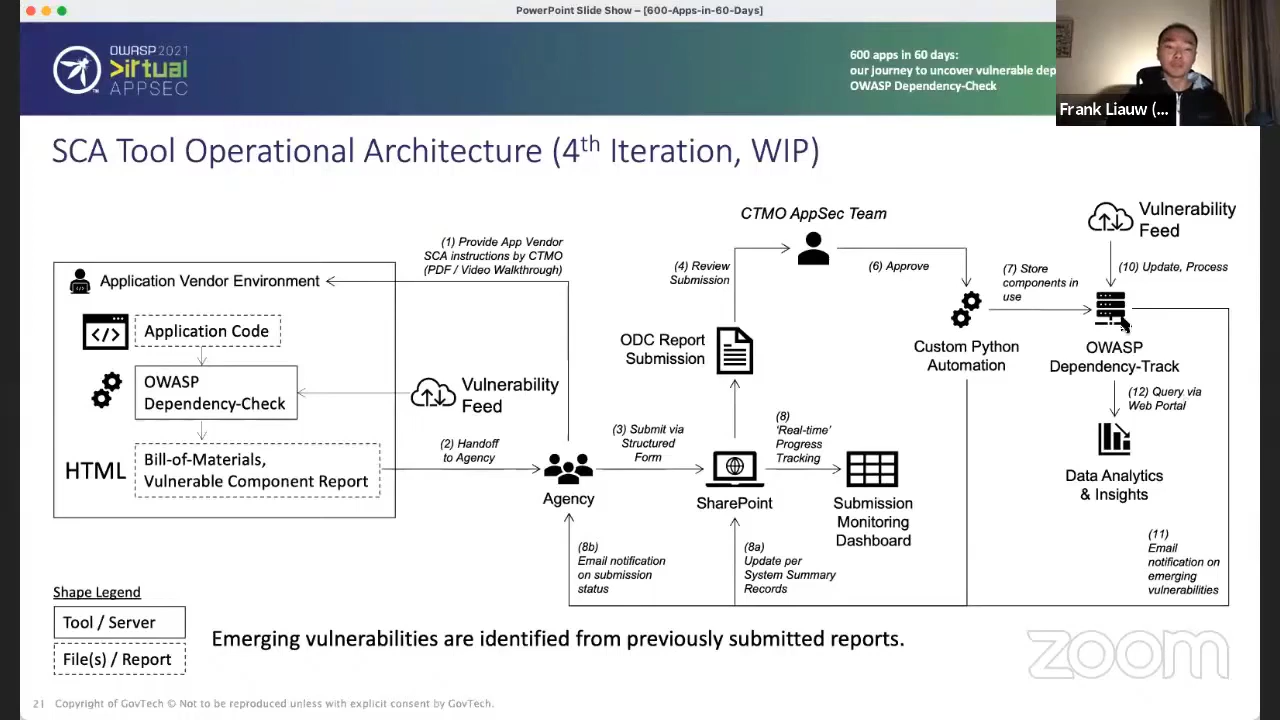 PowerPoint Slide Show – [600-Apps-in-60-Days]
OWASP 2021
>irtual
APPSEC
600 apps in 60 days:
our journey to uncover vulnerable dep
OWASP Dependency-Check
Frank Liauw (...
SCA Tool Operational Architecture (4th Iteration, WIP)
CTMO AppSec Team
Vulnerability
Feed
(1) Provide App Vendor
SCA instructions by CTMO
(PDF / Video Walkthrough)
(4) Review
Submission
(6) Approve
(7) Store
components in
use
(10) Update, Process
Application Vendor Environment
Application Code
OWASP
Dependency-Check
HTML
Bill-of-Materials,
Vulnerable Component Report
Vulnerability
Feed
ODC Report
Submission
Custom Python
Automation
OWASP
Dependency-Track
(12) Query via
Web Portal
(2) Handoff
to Agency
(3) Submit via
Structured
Form
(8)
'Real-time'
Progress
Tracking
Agency
SharePoint
Submission
Monitoring
Dashboard
Data Analytics
& Insights
(8b)
Email notification
on submission
status
(8a)
Update per
System Summary
Records
(11)
Email
notification on
emerging
vulnerabilities
Shape Legend
Tool / Server
File(s) / Report
Emerging vulnerabilities are identified from previously submitted reports.
zoom
21 Copyright of GovTech © Not to be reproduced unless with explicit consent by GovTech.